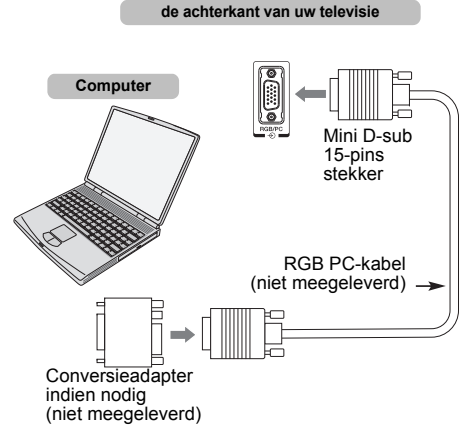 de achterkant van uw televisie
Computer
RGB/PC
Mini D-sub
15-pins
stekker
RGB PC-kabel
(niet meegeleverd)
Conversieadapter
indien nodig
(niet meegeleverd)